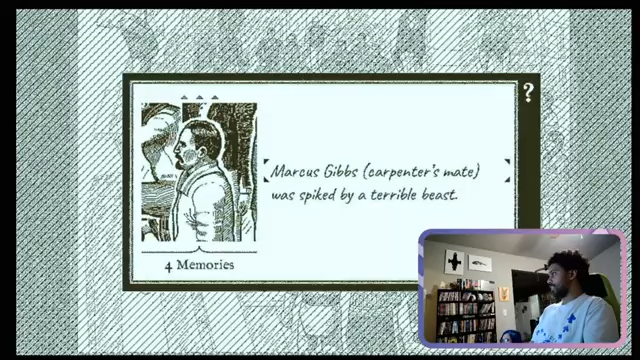 ?
Marcus Gibbs (carpenter's mate)
was spiked by a terrible beast.
4 Memories